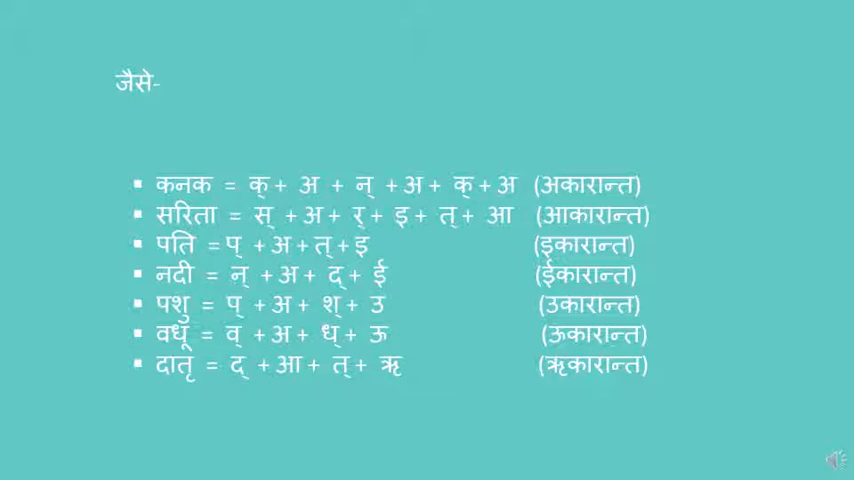 जैसे-
▪ कनक = क् + अ + न् + अ + क् + अ (अकारान्त)
▪ सरिता = स् + अ + र् + इ + त् + आ (आकारान्त)
▪ पति = प् + अ + त् + इ (इकारान्त)
▪ नदी = न् + अ + द् + ई (ईकारान्त)
▪ पशु = प् + अ + श् + उ (उकारान्त)
▪ वधू = व् + अ + ध् + ऊ (ऊकारान्त)
▪ दातृ = द् + आ + त् + ऋ (ऋकारान्त)